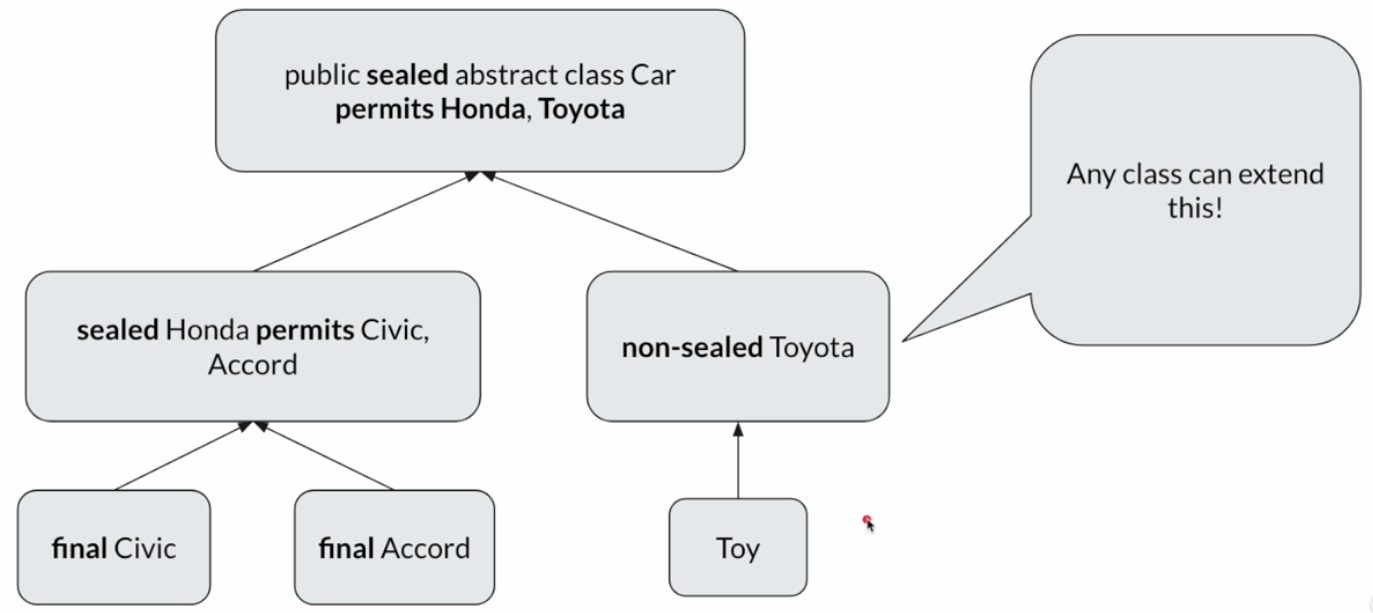 public sealed abstract class Car
permits Honda, Toyota
Any class can extend
this!
sealed Honda permits Civic,
Accord
non-sealed Toyota
final Civic
final Accord
Toy